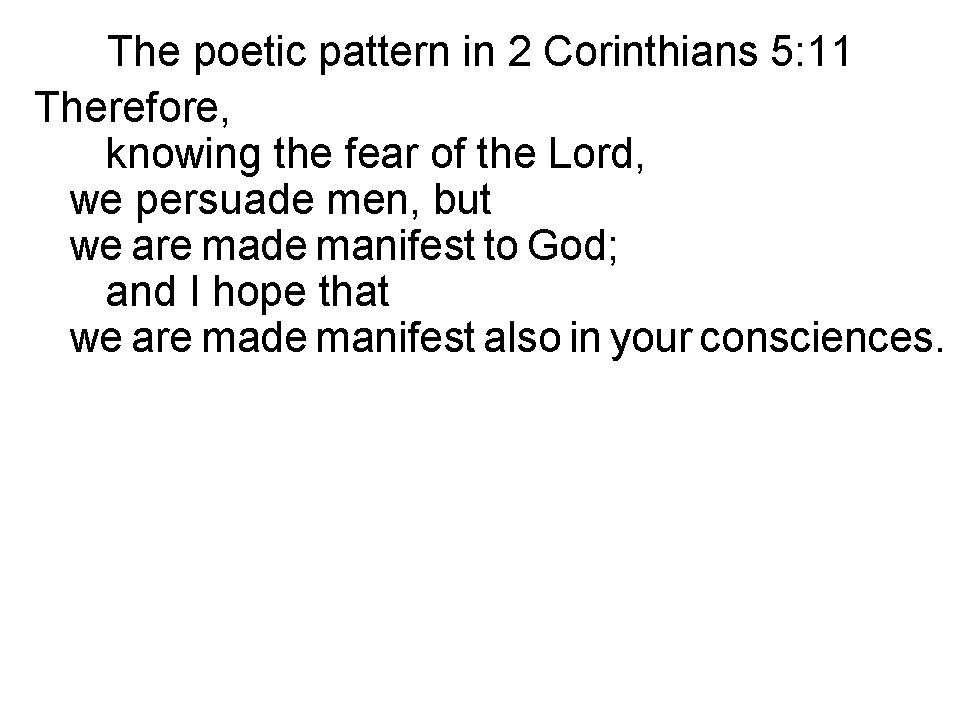 The poetic pattern in 2 Corinthians 5:11
Therefore,
knowing the fear of the Lord,
we persuade men, but
we are made manifest to God;
and I hope that
we are made manifest also in your consciences.